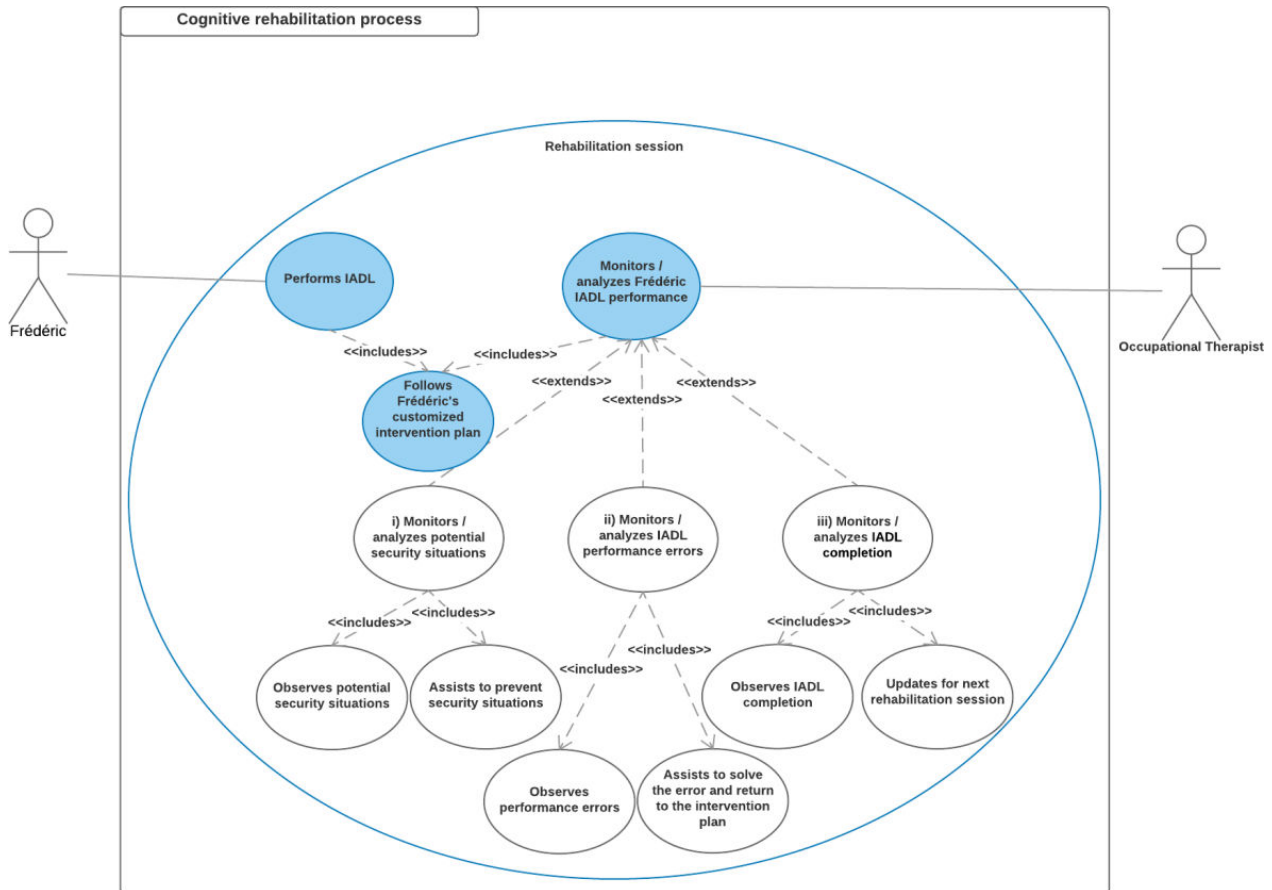 Cognitive rehabilitation process
Rehabilitation session
Performs IADL
Monitors /
analyzes Frédéric
IADL performance
Frédéric
Occupational Therapist
<<includes>>
<<includes>>
<<extends>>
<<extends>>
<<extends>>
Follows
Frédéric's
customized
intervention plan
i) Monitors /
analyzes potential
security situations
ii) Monitors /
analyzes IADL
performance errors
iii) Monitors /
analyzes IADL
completion
<<includes>>
<<includes>>
<<includes>>
<<includes>>
<<includes>>
<<includes>>
Observes potential
security situations
Assists to prevent
security situations
Observes IADL
completion
Updates for next
rehabilitation session
Observes
performance errors
Assists to solve
the error and return
to the intervention
plan